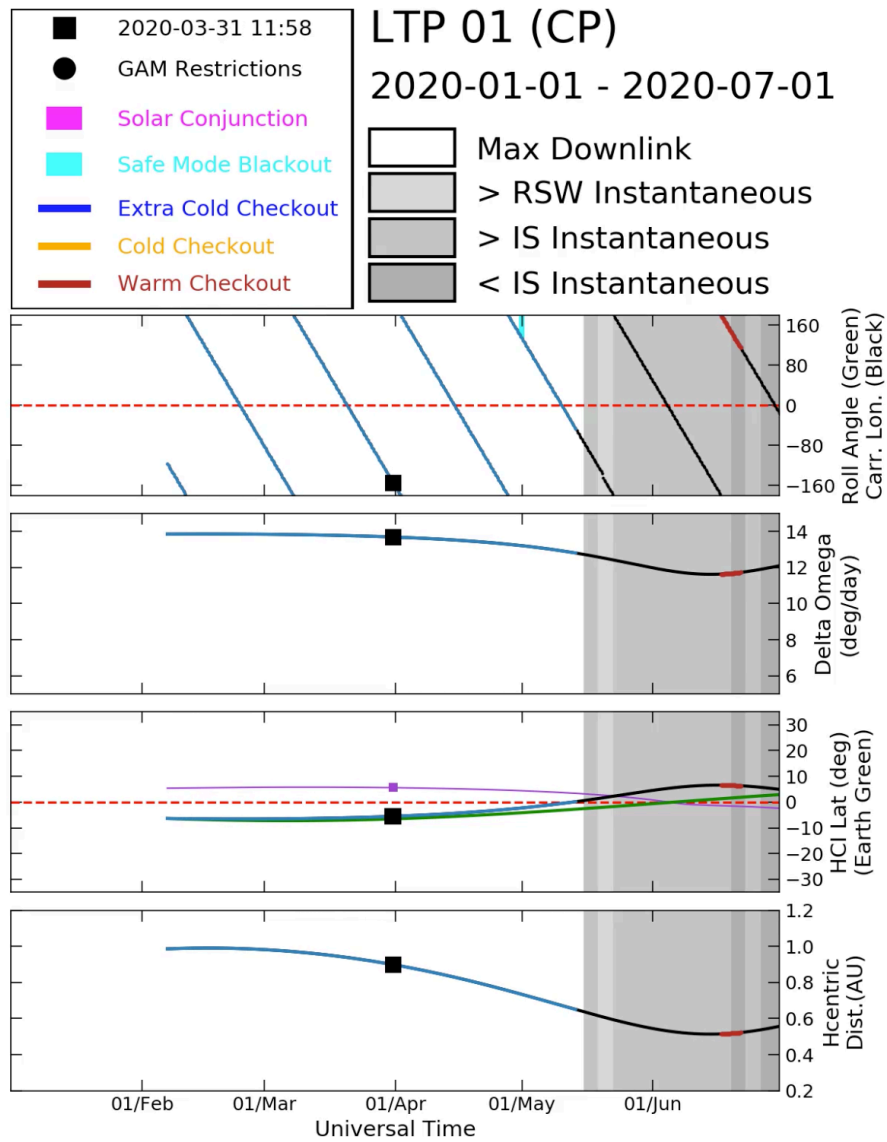 2020-03-31 11:58
GAM Restrictions
Solar Conjunction
Safe Mode Blackout
Extra Cold Checkout
Cold Checkout
Warm Checkout
LTP 01 (CP)
2020-01-01 - 2020-07-01
Max Downlink
> RSW Instantaneous
> IS Instantaneous
< IS Instantaneous
160
80
0
−80
−160
Roll Angle (Green)
Carr. Lon. (Black)
14
12
10
8
6
Delta Omega
(deg/day)
30
20
10
0
−10
−20
−30
HCI Lat (deg)
(Earth Green)
1.2
1.0
0.8
0.6
0.4
0.2
Hcentric
Dist.(AU)
01/Feb
01/Mar
01/Apr
01/May
01/Jun
Universal Time